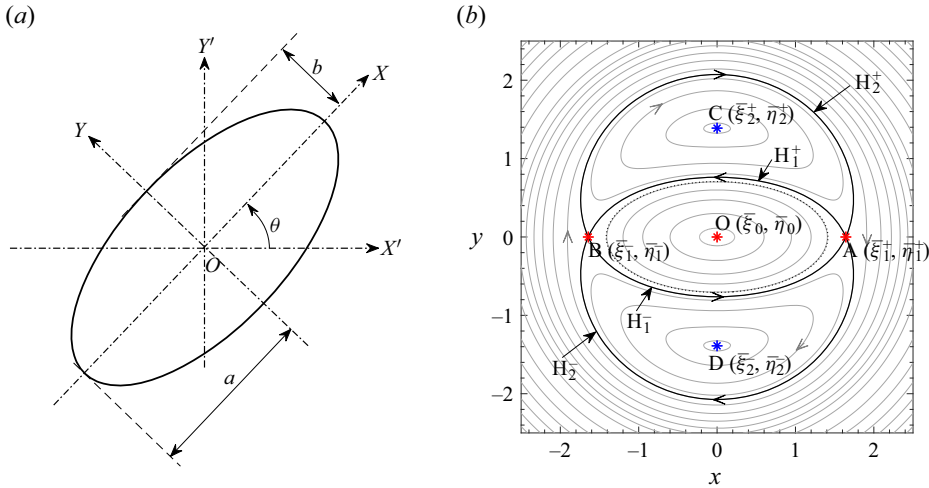 (a)
(b)
Y′
b
X
Y
θ
X′
O
a
2
1
y 0
−1
−2
−2 −1 0 1 2
x
H₂⁺
C (ξ̅₂⁺, η̅₂⁺)
H₁⁺
O (ξ̅₀, η̅₀)
B (ξ̅₁⁻, η̅₁⁻)
A (ξ̅₁⁺, η̅₁⁺)
H₁⁻
D (ξ̅₂⁻, η̅₂⁻)
H₂⁻